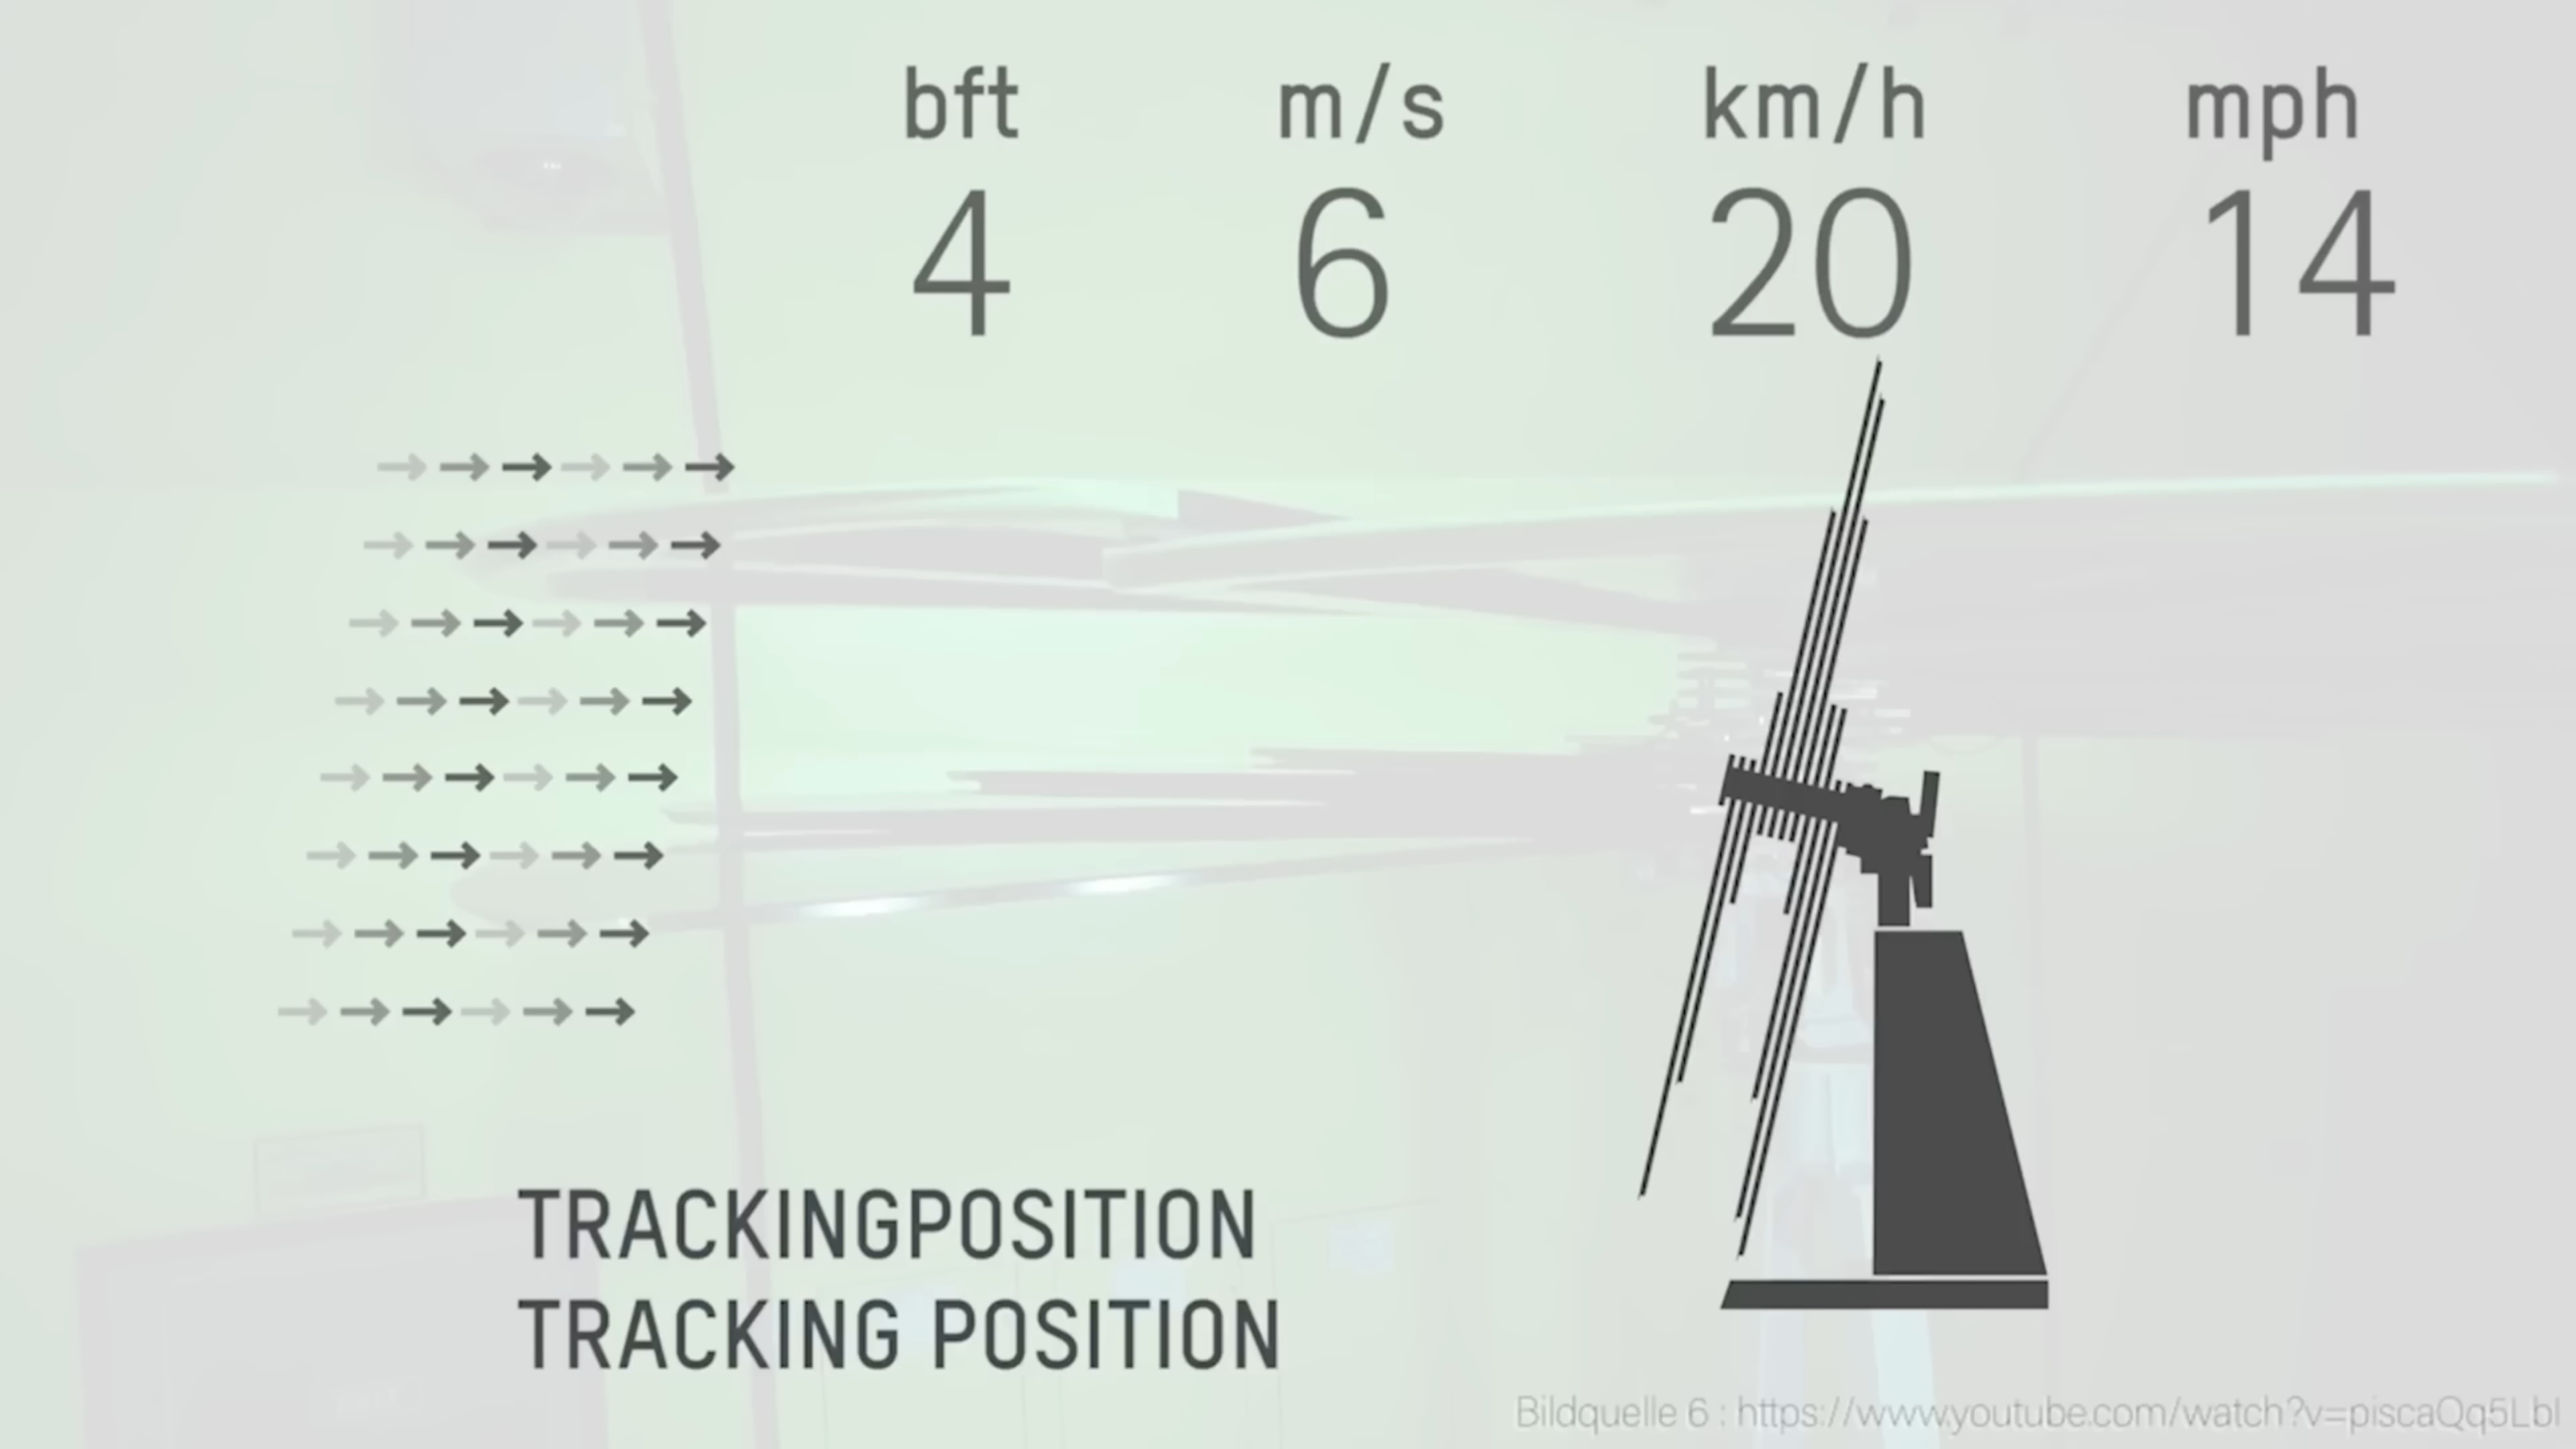 bft m/s km/h mph
4 6 20 14
TRACKINGPOSITION
TRACKING POSITION
Bildquelle 6 : https://www.youtube.com/watch?v=piscaQq5LbI